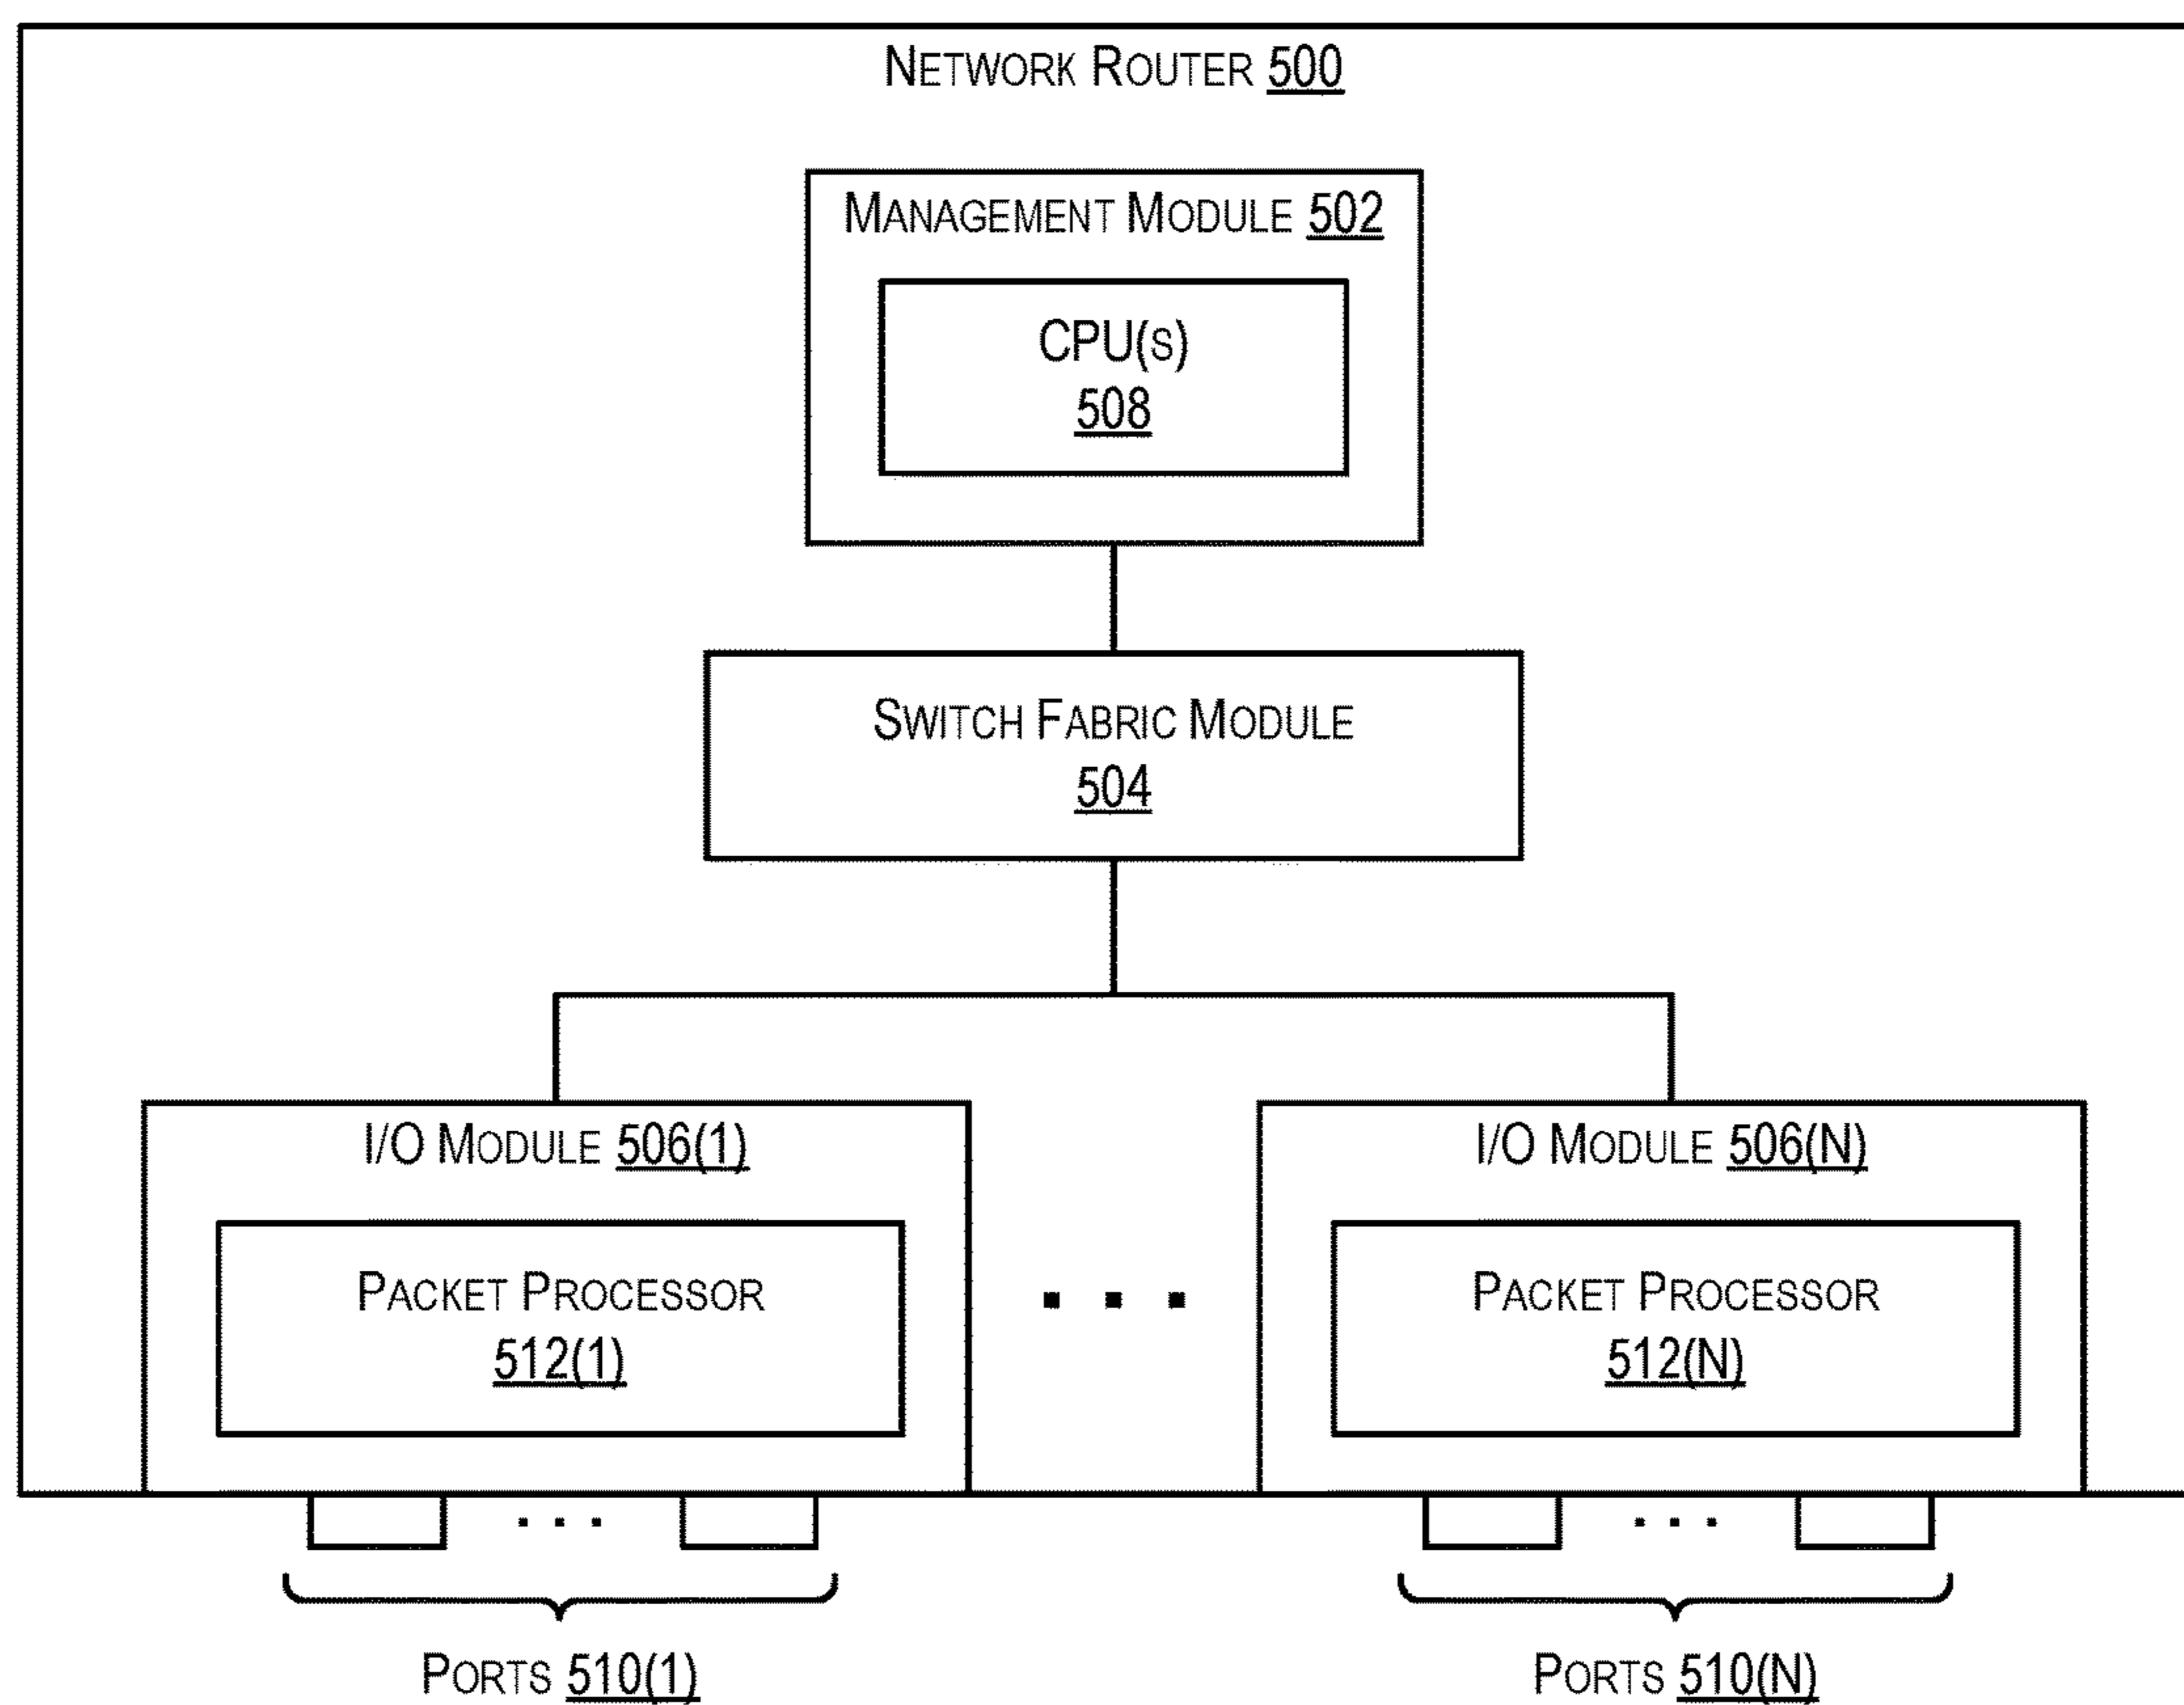 NETWORK ROUTER 500
MANAGEMENT MODULE 502
CPU(S)
508
SWITCH FABRIC MODULE
504
I/O MODULE 506(1)
I/O MODULE 506(N)
PACKET PROCESSOR
512(1)
PACKET PROCESSOR
512(N)
PORTS 510(1)
PORTS 510(N)